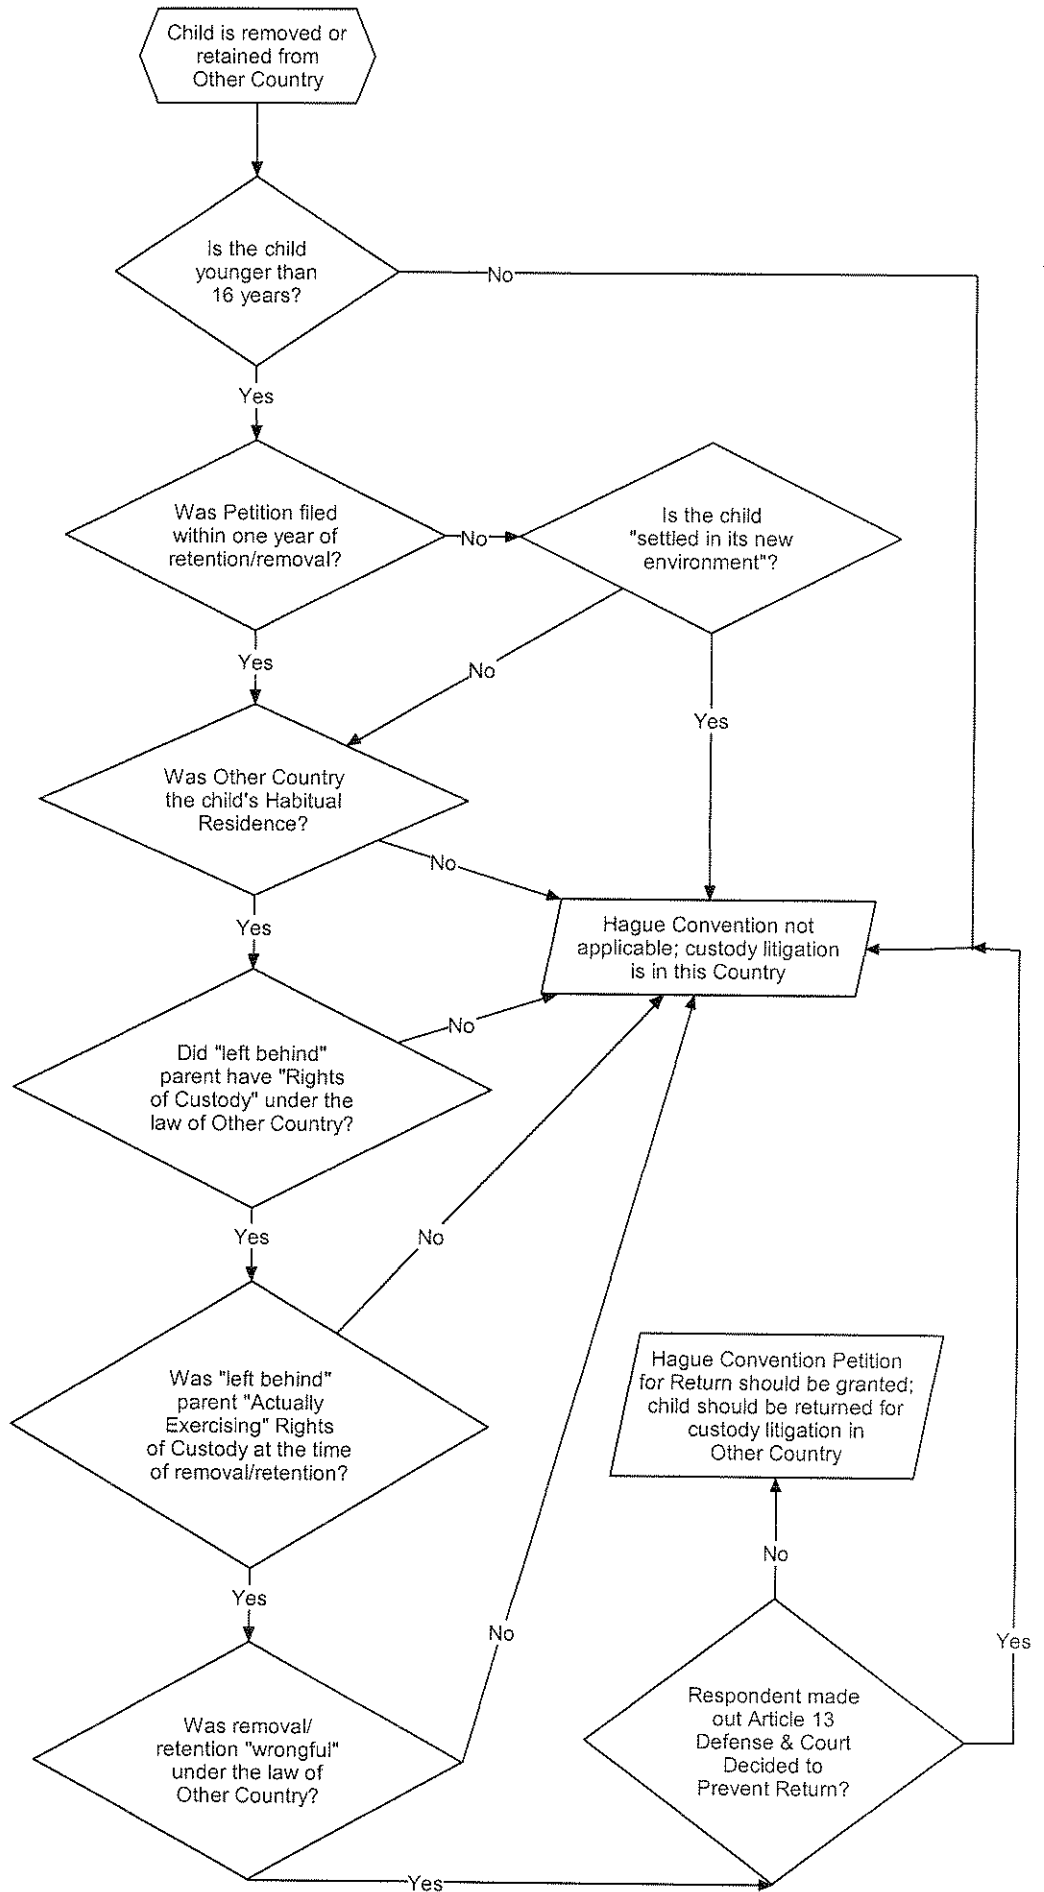 Child is removed or
retained from
Other Country
Is the child
younger than
16 years?
No
Yes
Was Petition filed
within one year of
retention/removal?
No
Is the child
"settled in its new
environment"?
Yes
No
Yes
Was Other Country
the child's Habitual
Residence?
No
Yes
Hague Convention not
applicable; custody litigation
is in this Country
Did "left behind"
parent have "Rights
of Custody" under the
law of Other Country?
No
Yes
No
Was "left behind"
parent "Actually
Exercising" Rights
of Custody at the time
of removal/retention?
Hague Convention Petition
for Return should be granted;
child should be returned for
custody litigation in
Other Country
No
Yes
No
Yes
Was removal/
retention "wrongful"
under the law of
Other Country?
Respondent made
out Article 13
Defense & Court
Decided to
Prevent Return?
Yes